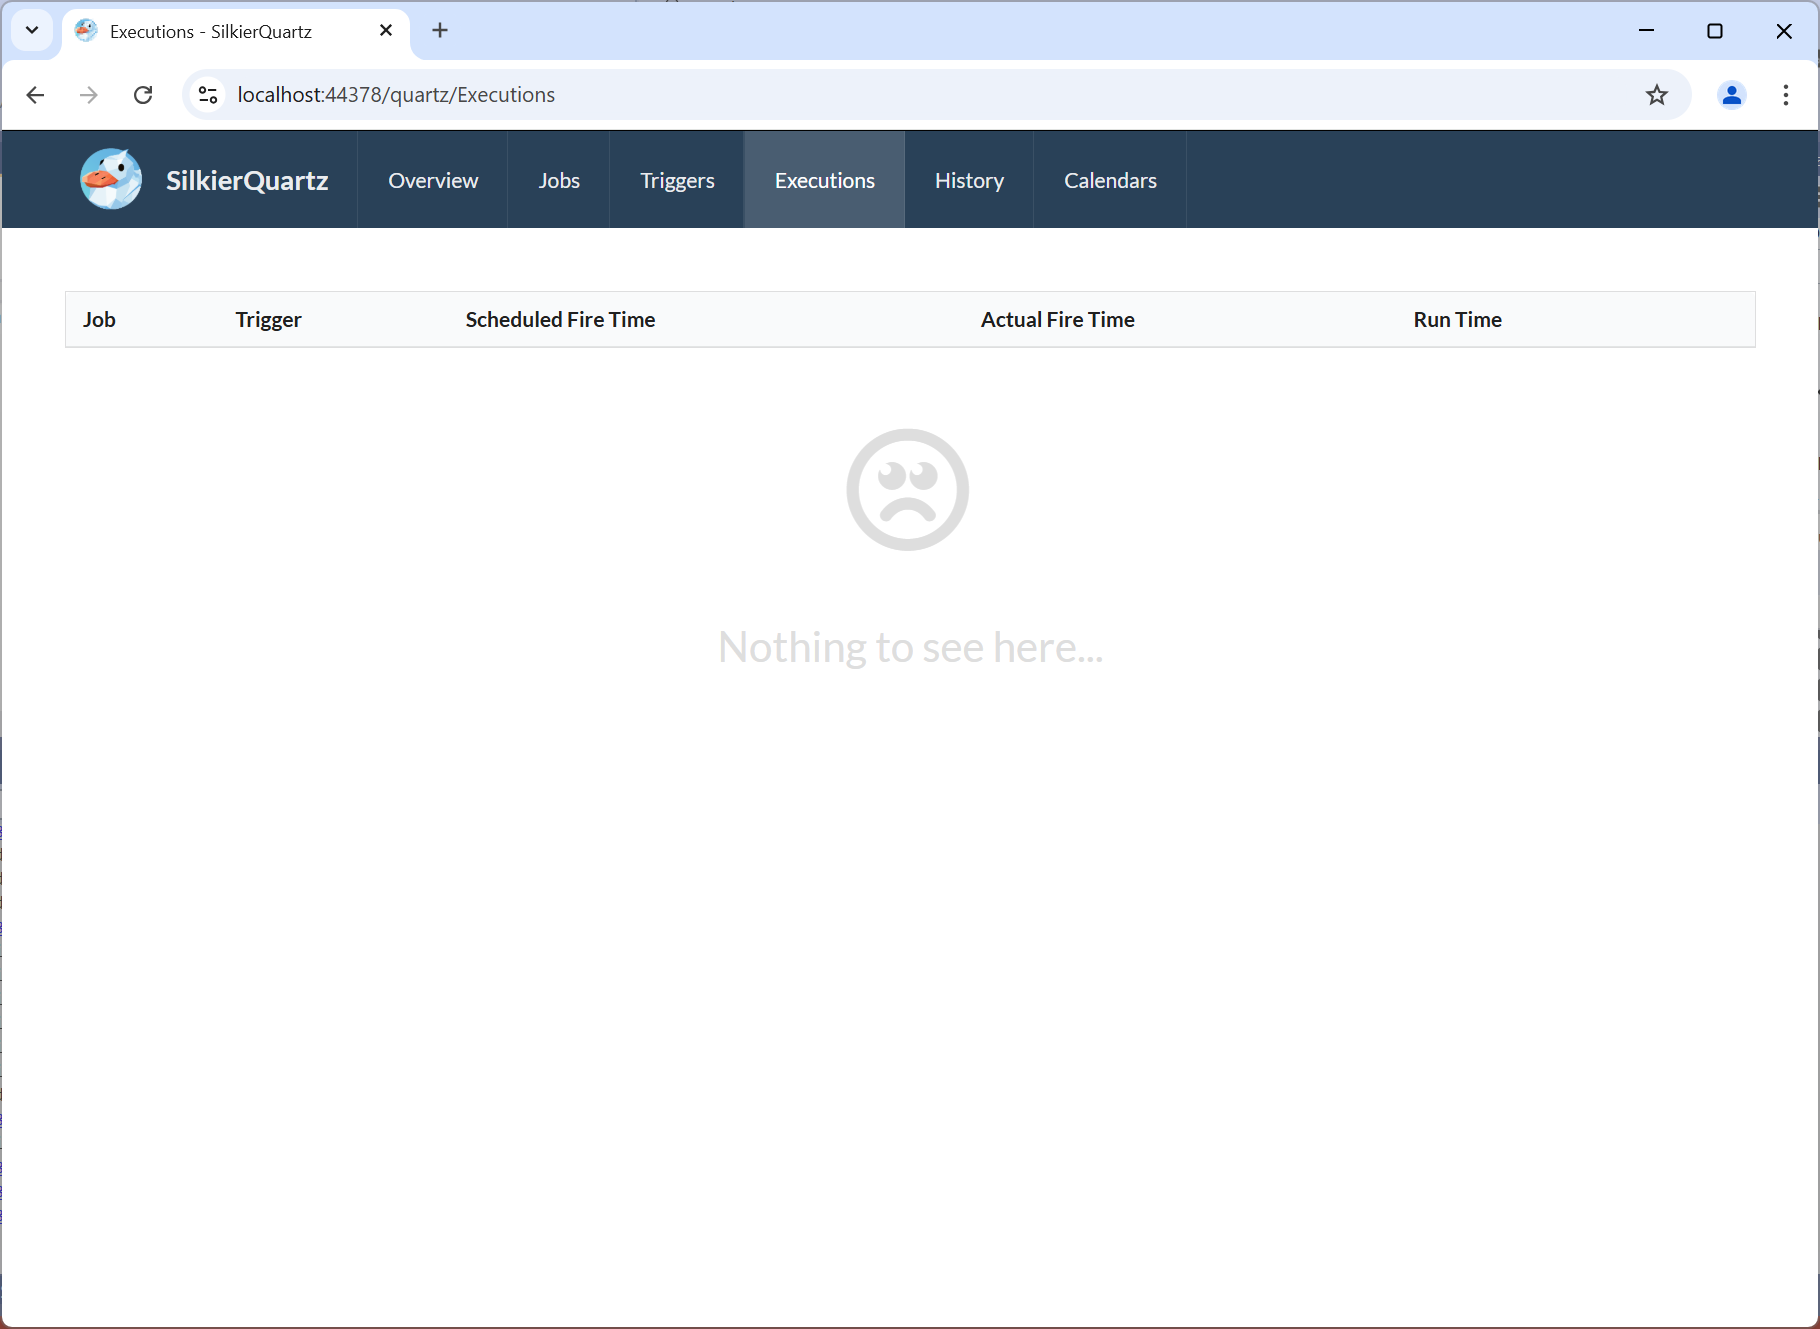 Executions - SilkierQuartz
localhost:44378/quartz/Executions
SilkierQuartz Overview Jobs Triggers Executions History Calendars
Job Trigger Scheduled Fire Time Actual Fire Time Run Time
Nothing to see here...